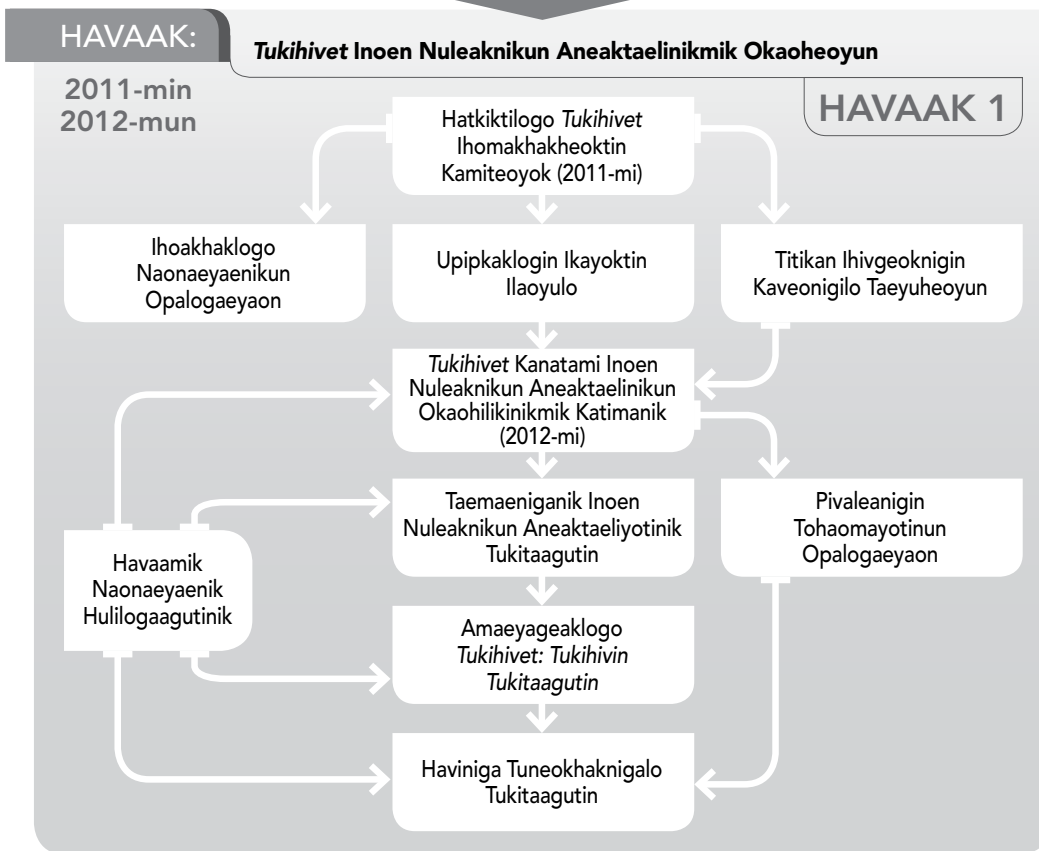 HAVAAK:
Tukihivet Inoen Nuleaknikun Aneaktaelinikmik Okaoheoyun
2011-min
2012-mun
HAVAAK 1
Hatkiktilogo Tukihivet
Ihomakhakheoktin
Kamiteoyok (2011-mi)
Ihoakhaklogo
Naonaeyaenikun
Opalogaeyaon
Upipkaklogin Ikayoktin
Ilaoyulo
Titikan Ihivgeoknigin
Kaveonigilo Taeyuheoyun
Tukihivet Kanatami Inoen
Nuleaknikun Aneaktaelinikun
Okaohilikinikmik Katimanik
(2012-mi)
Taemaeniganik Inoen
Nuleaknikun Aneaktaeliyotinik
Tukitaagutin
Pivaleanigin
Tohaomayotinun
Opalogaeyaon
Havaamik
Naonaeyaenik
Hulilogaagutinik
Amaeyageaklogo
Tukihivet: Tukihivin
Tukitaagutin
Haviniga Tuneokhaknigalo
Tukitaagutin